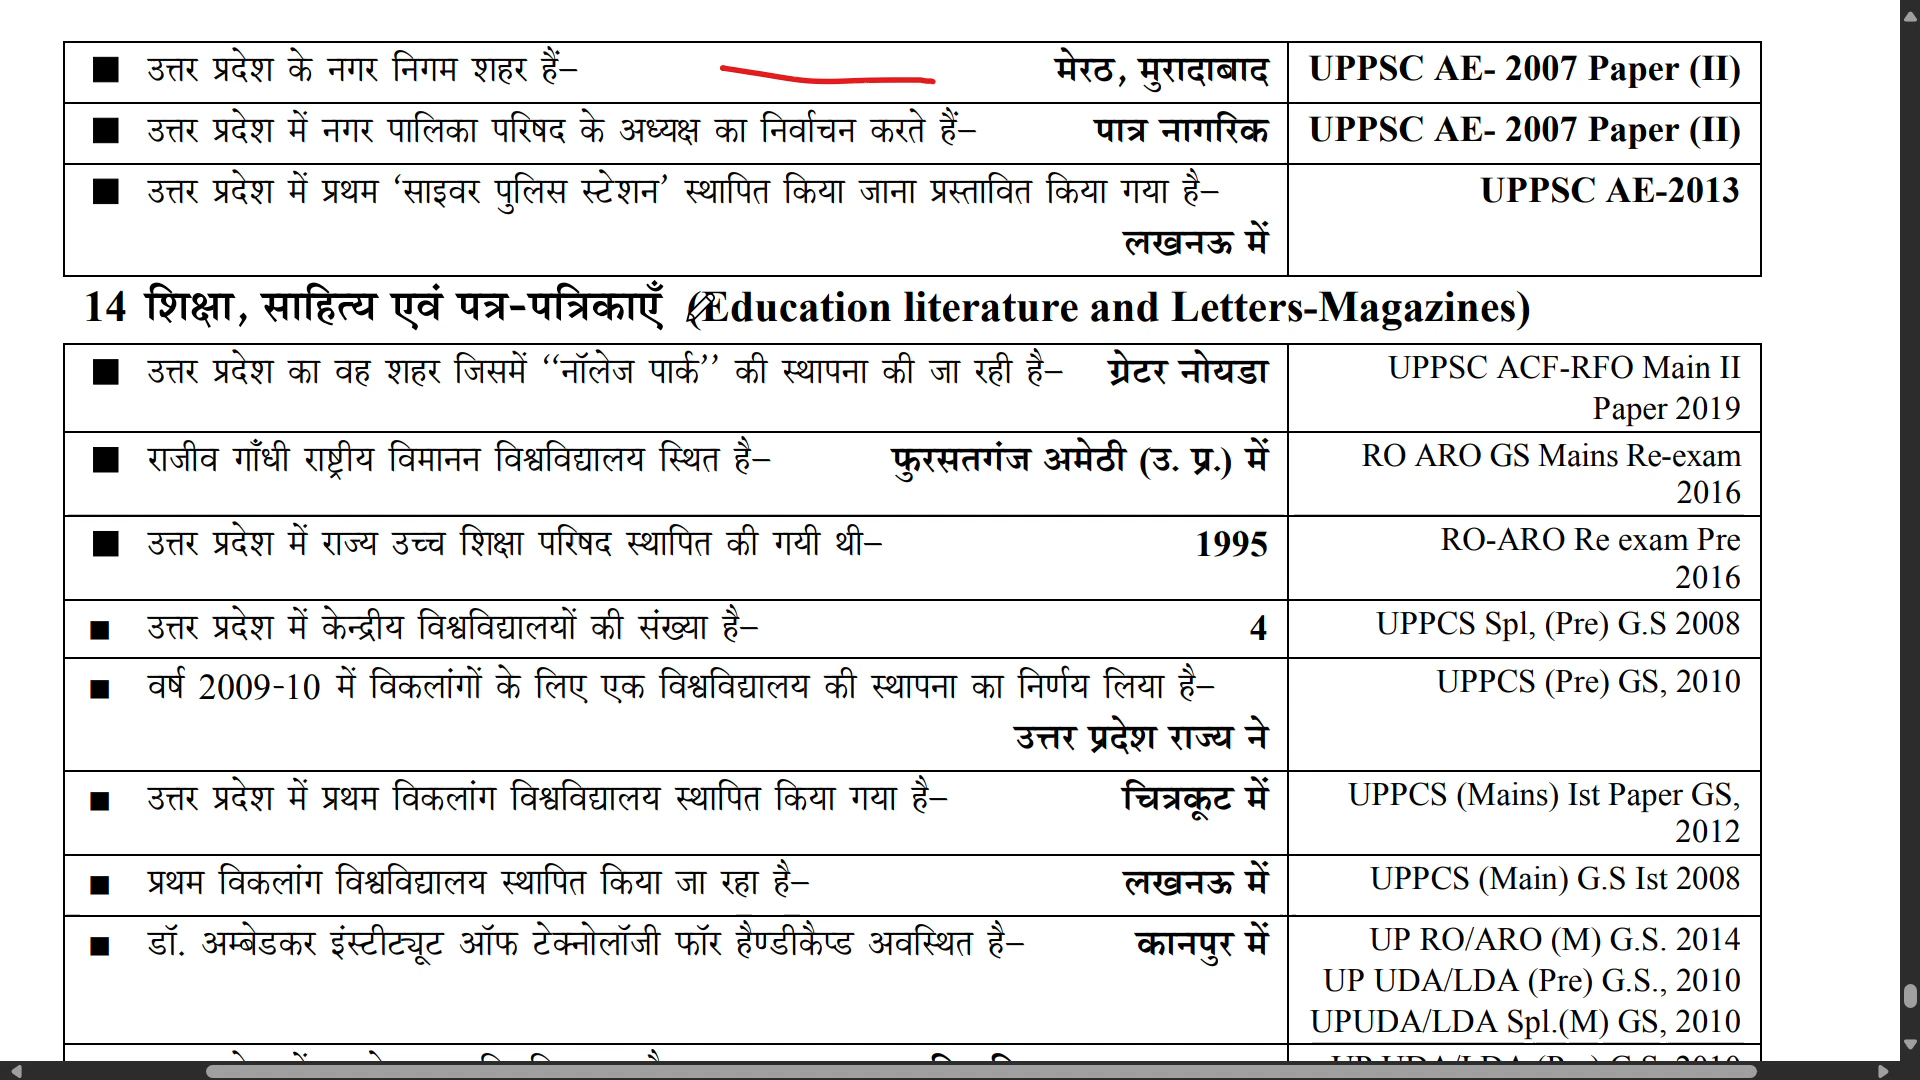 ■ उत्तर प्रदेश के नगर निगम शहर हैं– मेरठ, मुरादाबाद UPPSC AE- 2007 Paper (II)
■ उत्तर प्रदेश में नगर पालिका परिषद के अध्यक्ष का निर्वाचन करते हैं– पात्र नागरिक UPPSC AE- 2007 Paper (II)
■ उत्तर प्रदेश में प्रथम ‘साइवर पुलिस स्टेशन’ स्थापित किया जाना प्रस्तावित किया गया है– UPPSC AE-2013
लखनऊ में
14 शिक्षा, साहित्य एवं पत्र-पत्रिकाएँ (Education literature and Letters-Magazines)
■ उत्तर प्रदेश का वह शहर जिसमें ‘‘नॉलेज पार्क’’ की स्थापना की जा रही है– ग्रेटर नोयडा UPPSC ACF-RFO Main II
Paper 2019
■ राजीव गाँधी राष्ट्रीय विमानन विश्वविद्यालय स्थित है– फुरसतगंज अमेठी (उ. प्र.) में RO ARO GS Mains Re-exam
2016
■ उत्तर प्रदेश में राज्य उच्च शिक्षा परिषद स्थापित की गयी थी– 1995 RO-ARO Re exam Pre
2016
■ उत्तर प्रदेश में केन्द्रीय विश्वविद्यालयों की संख्या है– 4 UPPCS Spl, (Pre) G.S 2008
■ वर्ष 2009-10 में विकलांगों के लिए एक विश्वविद्यालय की स्थापना का निर्णय लिया है– UPPCS (Pre) GS, 2010
उत्तर प्रदेश राज्य ने
■ उत्तर प्रदेश में प्रथम विकलांग विश्वविद्यालय स्थापित किया गया है– चित्रकूट में UPPCS (Mains) Ist Paper GS,
2012
■ प्रथम विकलांग विश्वविद्यालय स्थापित किया जा रहा है– लखनऊ में UPPCS (Main) G.S Ist 2008
■ डॉ. अम्बेडकर इंस्टीट्यूट ऑफ टेक्नोलॉजी फॉर हैण्डीकैप्ड अवस्थित है– कानपुर में UP RO/ARO (M) G.S. 2014
UP UDA/LDA (Pre) G.S., 2010
UPUDA/LDA Spl.(M) GS, 2010